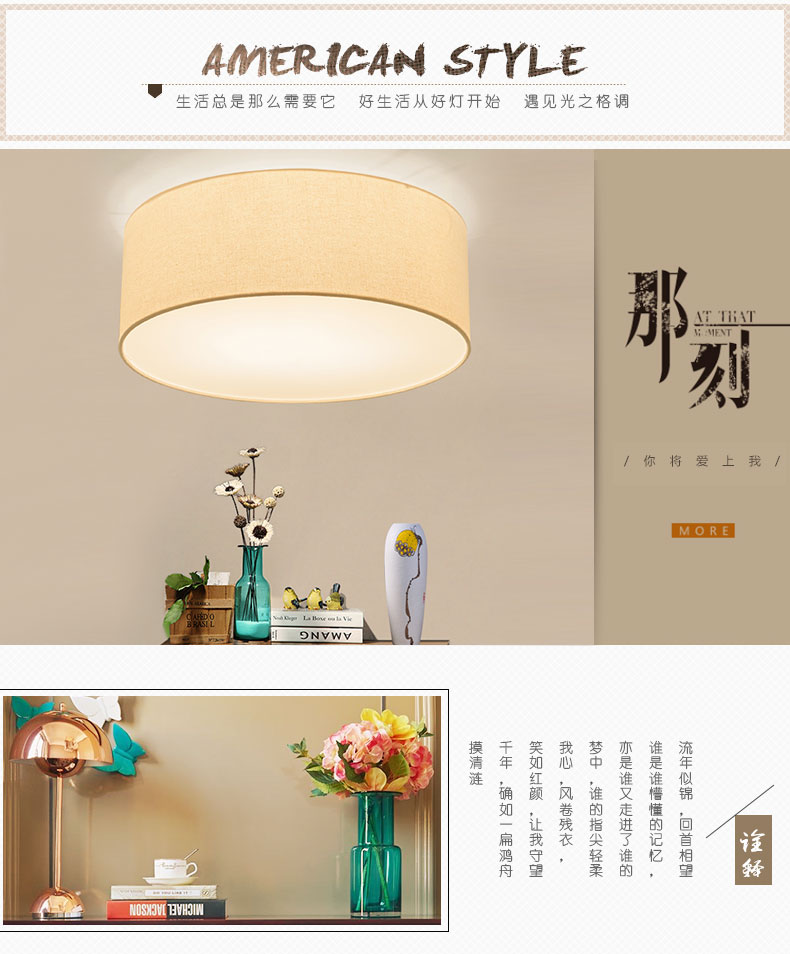 AMERICAN STYLE
生活总是那么需要它 好生活从好灯开始 遇见光之格调
那刻
AT THAT
MOMENT
/ 你将爱上我 /
MORE
CAFEDO
BRASIL
La Boxe ou la Vie
AMANG
诠释
流年似锦，回首相望
谁是谁懵懂的记忆，
亦是谁又走进了谁的
梦中，谁的指尖轻柔
我心，风卷残衣，
笑如红颜，让我守望
千年，确如一扁鸿舟
摸清涟
MICHAEL
JACKSON